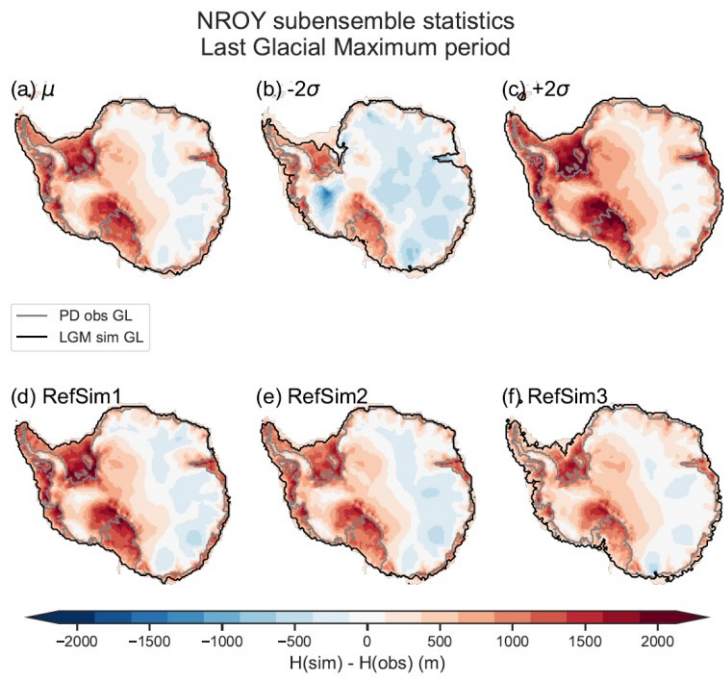 NROY subensemble statistics
Last Glacial Maximum period
(a) μ
(b) -2σ
(c) +2σ
PD obs GL
LGM sim GL
(d) RefSim1
(e) RefSim2
(f) RefSim3
−2000 −1500 −1000 −500 0 500 1000 1500 2000
H(sim) - H(obs) (m)